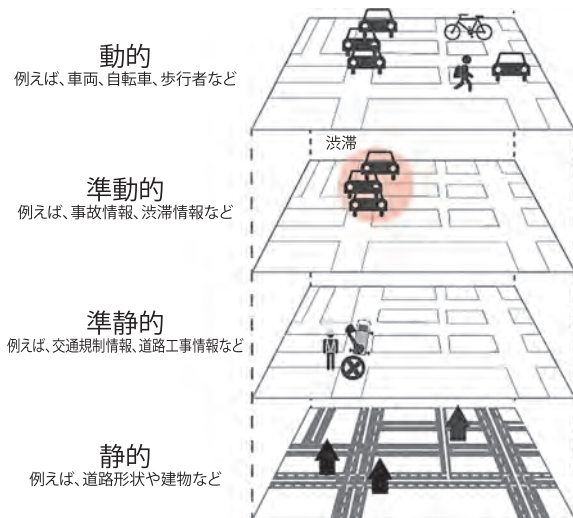 動的
例えば、車両、自転車、歩行者など
渋滞
準動的
例えば、事故情報、渋滞情報など
準静的
例えば、交通規制情報、道路工事情報など
静的
例えば、道路形状や建物など